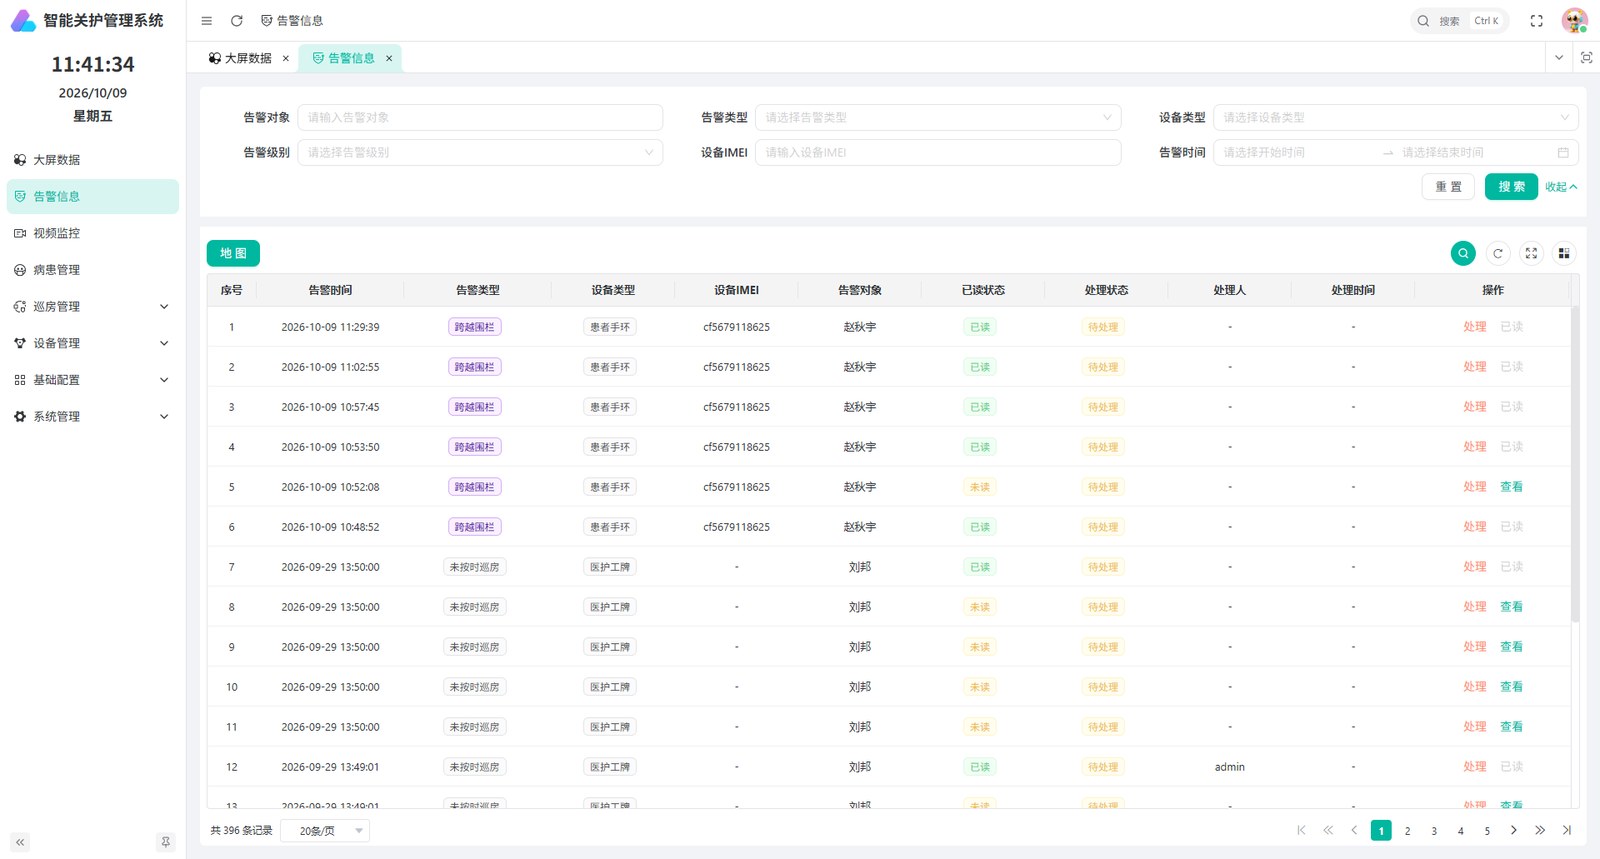 智能关护管理系统
11:41:34
2026/10/09
星期五
大屏数据
告警信息
视频监控
病患管理
巡房管理
设备管理
基础配置
系统管理
告警信息
搜索 Ctrl K
大屏数据 × 告警信息 ×
告警对象 请输入告警对象 告警类型 请选择告警类型 设备类型 请选择设备类型
告警级别 请选择告警级别 设备IMEI 请输入设备IMEI 告警时间 请选择开始时间 → 请选择结束时间
重 置 搜 索 收起
地 图
序号 告警时间 告警类型 设备类型 设备IMEI 告警对象 已读状态 处理状态 处理人 处理时间 操作
1 2026-10-09 11:29:39 跨越围栏 患者手环 cf5679118625 赵秋宇 已读 待处理 - - 处理 已读
2 2026-10-09 11:02:55 跨越围栏 患者手环 cf5679118625 赵秋宇 已读 待处理 - - 处理 已读
3 2026-10-09 10:57:45 跨越围栏 患者手环 cf5679118625 赵秋宇 已读 待处理 - - 处理 已读
4 2026-10-09 10:53:50 跨越围栏 患者手环 cf5679118625 赵秋宇 已读 待处理 - - 处理 已读
5 2026-10-09 10:52:08 跨越围栏 患者手环 cf5679118625 赵秋宇 未读 待处理 - - 处理 查看
6 2026-10-09 10:48:52 跨越围栏 患者手环 cf5679118625 赵秋宇 已读 待处理 - - 处理 已读
7 2026-09-29 13:50:00 未按时巡房 医护工牌 - 刘邦 已读 待处理 - - 处理 已读
8 2026-09-29 13:50:00 未按时巡房 医护工牌 - 刘邦 未读 待处理 - - 处理 查看
9 2026-09-29 13:50:00 未按时巡房 医护工牌 - 刘邦 未读 待处理 - - 处理 查看
10 2026-09-29 13:50:00 未按时巡房 医护工牌 - 刘邦 未读 待处理 - - 处理 查看
11 2026-09-29 13:50:00 未按时巡房 医护工牌 - 刘邦 未读 待处理 - - 处理 查看
12 2026-09-29 13:49:01 未按时巡房 医护工牌 - 刘邦 已读 待处理 admin - 处理 已读
13 2026-09-29 13:49:01 未按时巡房 医护工牌 刘邦 未读 待处理 处理 查看
共 396 条记录 20条/页 1 2 3 4 5